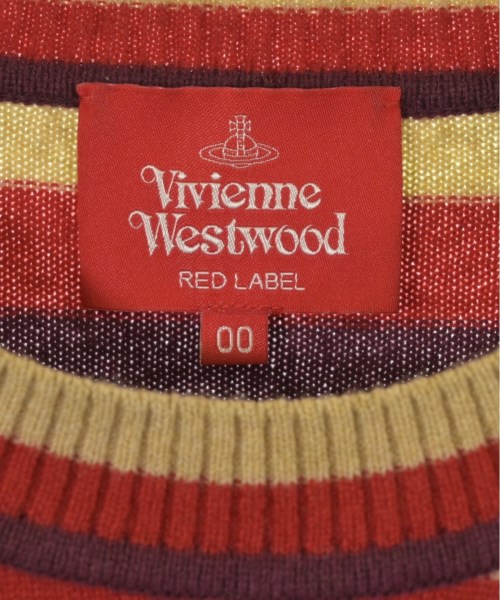 Vivienne
Westwood
RED LABEL
00